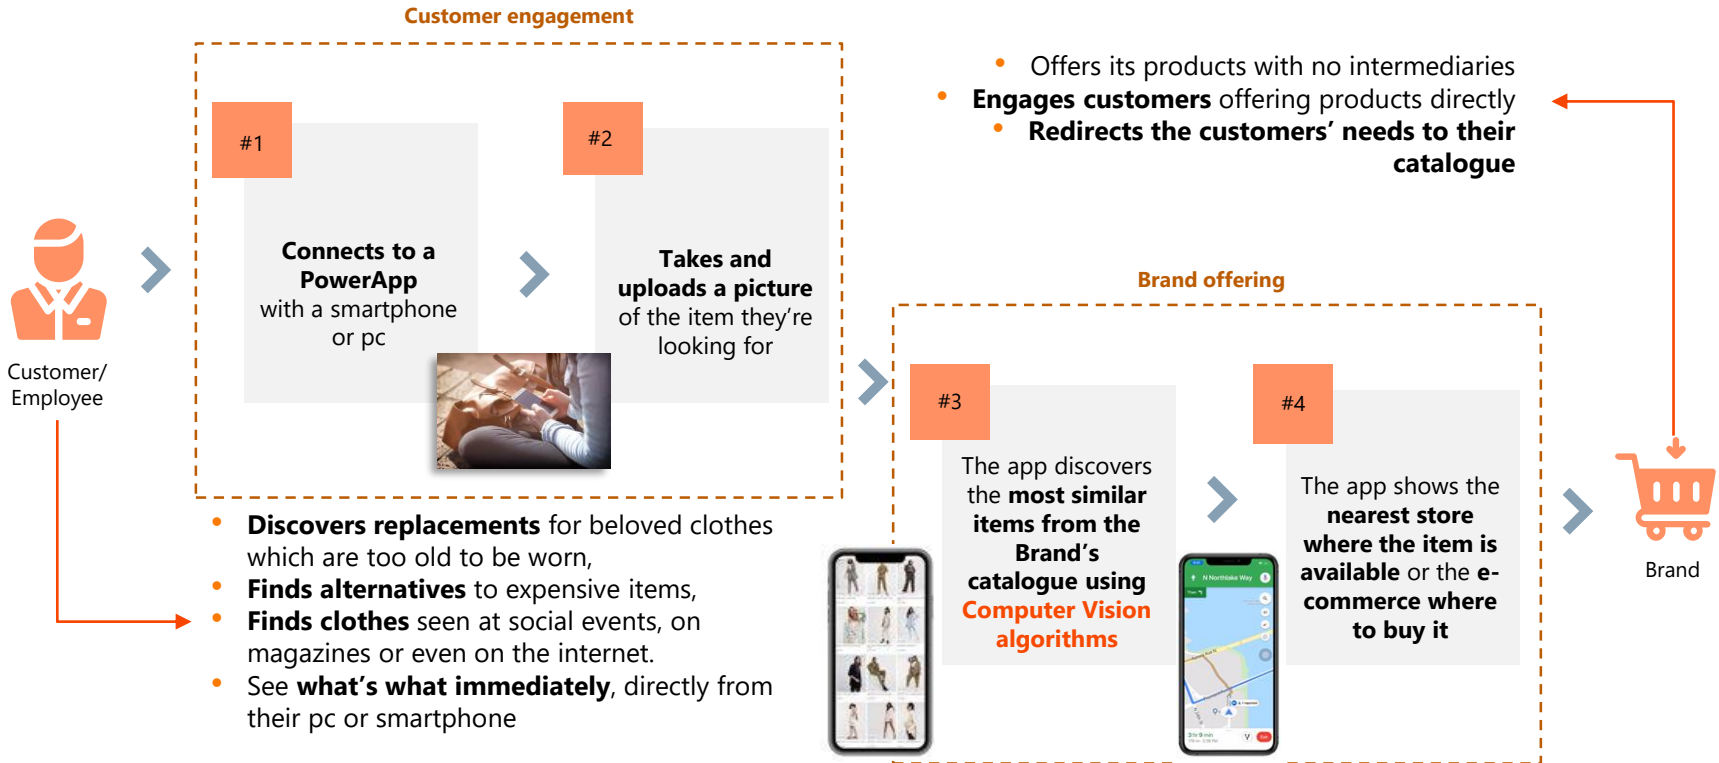 Customer engagement
#1
Connects to a
PowerApp
with a smartphone
or pc
#2
Takes and
uploads a picture
of the item they're
looking for
Customer/
Employee
• Discovers replacements for beloved clothes
which are too old to be worn,
• Finds alternatives to expensive items,
• Finds clothes seen at social events, on
magazines or even on the internet.
• See what's what immediately, directly from
their pc or smartphone
• Offers its products with no intermediaries
• Engages customers offering products directly
• Redirects the customers' needs to their
catalogue
Brand offering
#3
The app discovers
the most similar
items from the
Brand's
catalogue using
Computer Vision
algorithms
#4
The app shows the
nearest store
where the item is
available or the e-
commerce where
to buy it
N Northlake Way
Brand